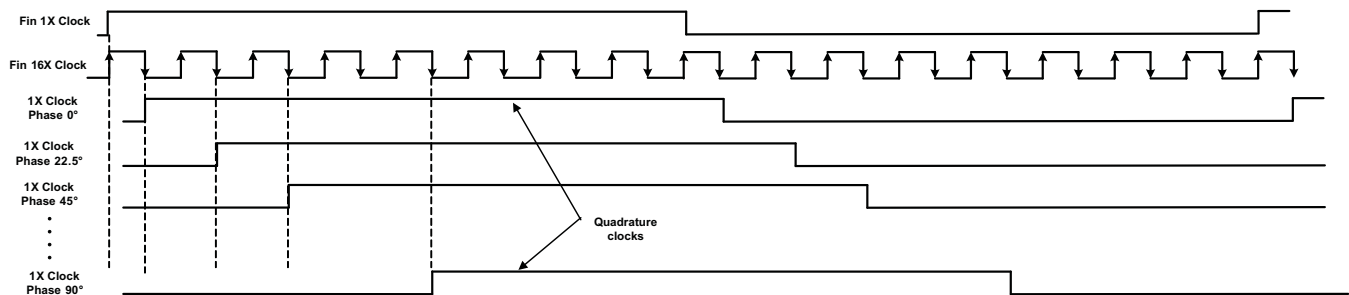 Fin 1X Clock
Fin 16X Clock
1X Clock
Phase 0°
1X Clock
Phase 22.5°
1X Clock
Phase 45°
Quadrature
clocks
1X Clock
Phase 90°